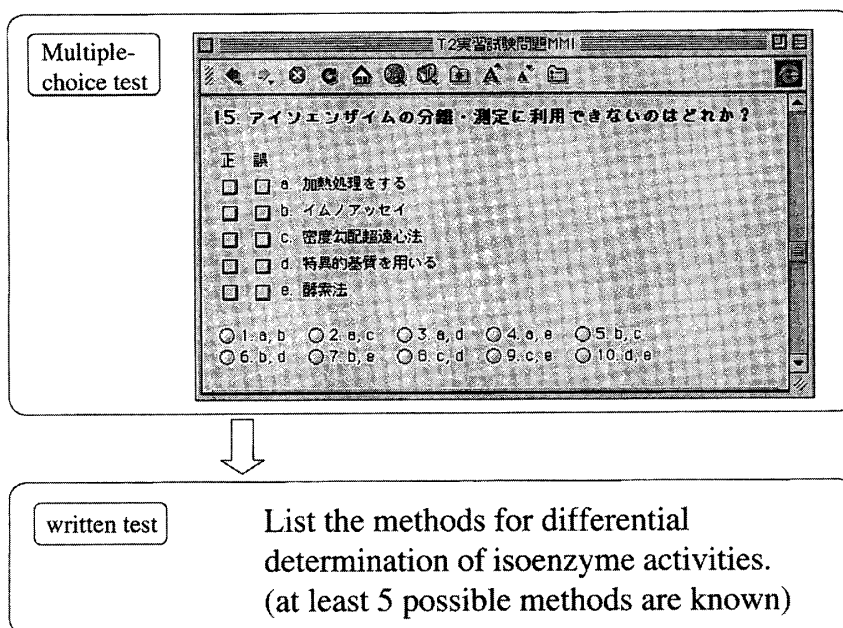 Multiple-
choice test
T2実習試験問題MMI
15. アイソエンザイムの分離・測定に利用できないのはどれか？
正 誤
a. 加熱処理をする
b. イムノアッセイ
c. 密度勾配超遠心法
d. 特異的基質を用いる
e. 酵素法
1. a, b 2. a, c 3. a, d 4. a, e 5. b, c
6. b, d 7. b, e 8. c, d 9. c, e 10. d, e
written test
List the methods for differential
determination of isoenzyme activities.
(at least 5 possible methods are known)